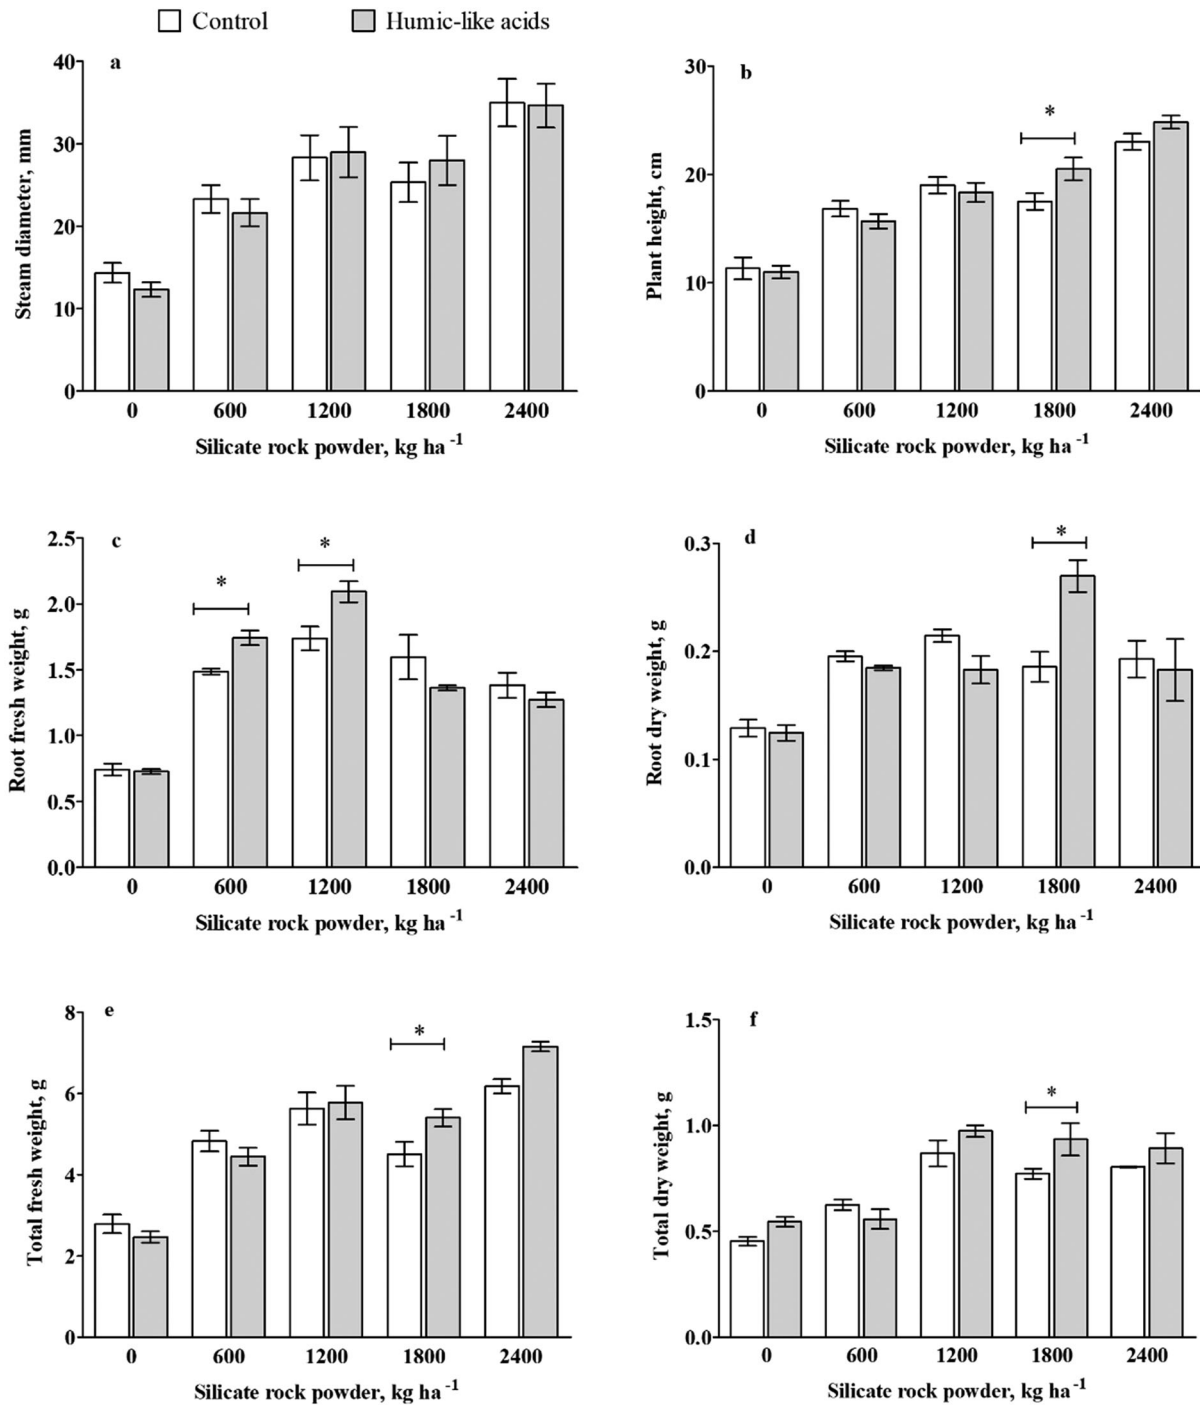 Control Humic-like acids
a
Steam diameter, mm
40
30
20
10
0
0 600 1200 1800 2400
Silicate rock powder, kg ha -1
b
Plant height, cm
30
20
10
0
*
0 600 1200 1800 2400
Silicate rock powder, kg ha -1
c
Root fresh weight, g
2.5
2.0
1.5
1.0
0.5
0.0
* *
0 600 1200 1800 2400
Silicate rock powder, kg ha -1
d
Root dry weight, g
0.3
0.2
0.1
0.0
*
0 600 1200 1800 2400
Silicate rock powder, kg ha -1
e
Total fresh weight, g
8
6
4
2
0
*
0 600 1200 1800 2400
Silicate rock powder, kg ha -1
f
Total dry weight, g
1.5
1.0
0.5
0.0
*
0 600 1200 1800 2400
Silicate rock powder, kg ha -1